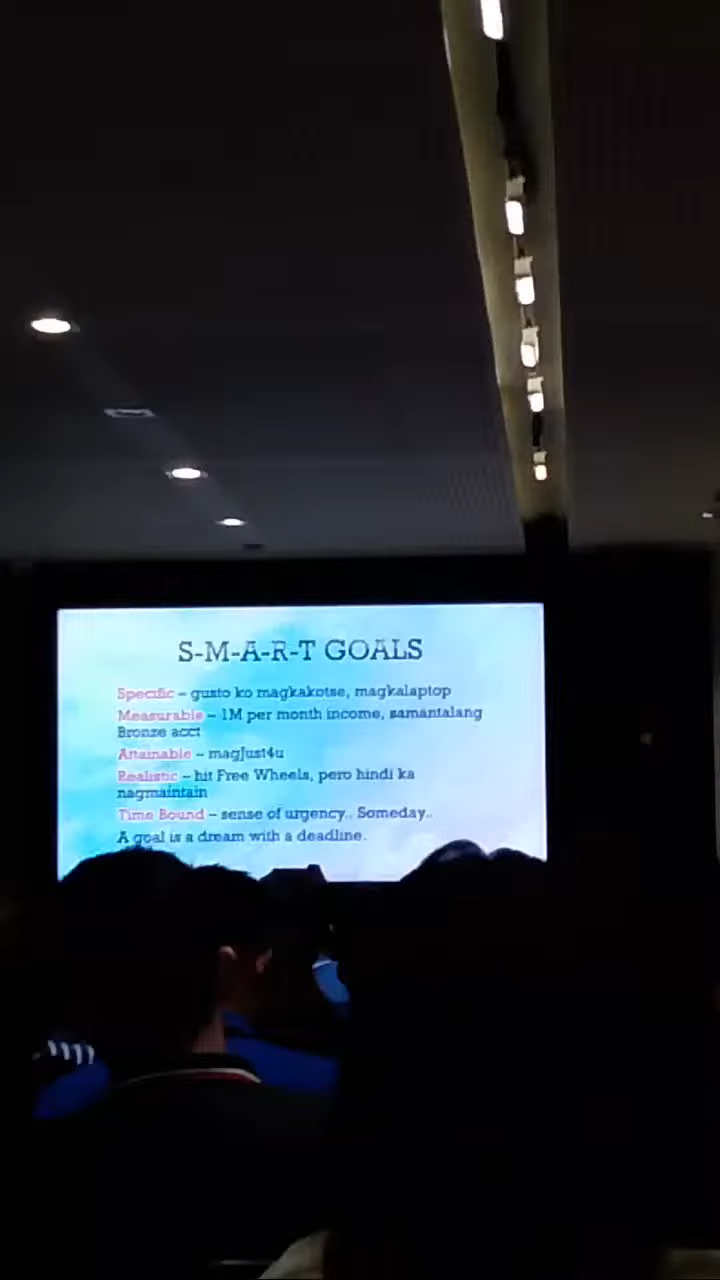 S-M-A-R-T GOALS
Specific – gusto ko magkakotse, magkalaptop
Measurable – 1M per month income, samantalang
Bronze acct
Attainable – magJust4u
Realistic – hit Free Wheels, pero hindi ka
nagmaintain
Time Bound – sense of urgency.. Someday..
A goal is a dream with a deadline.